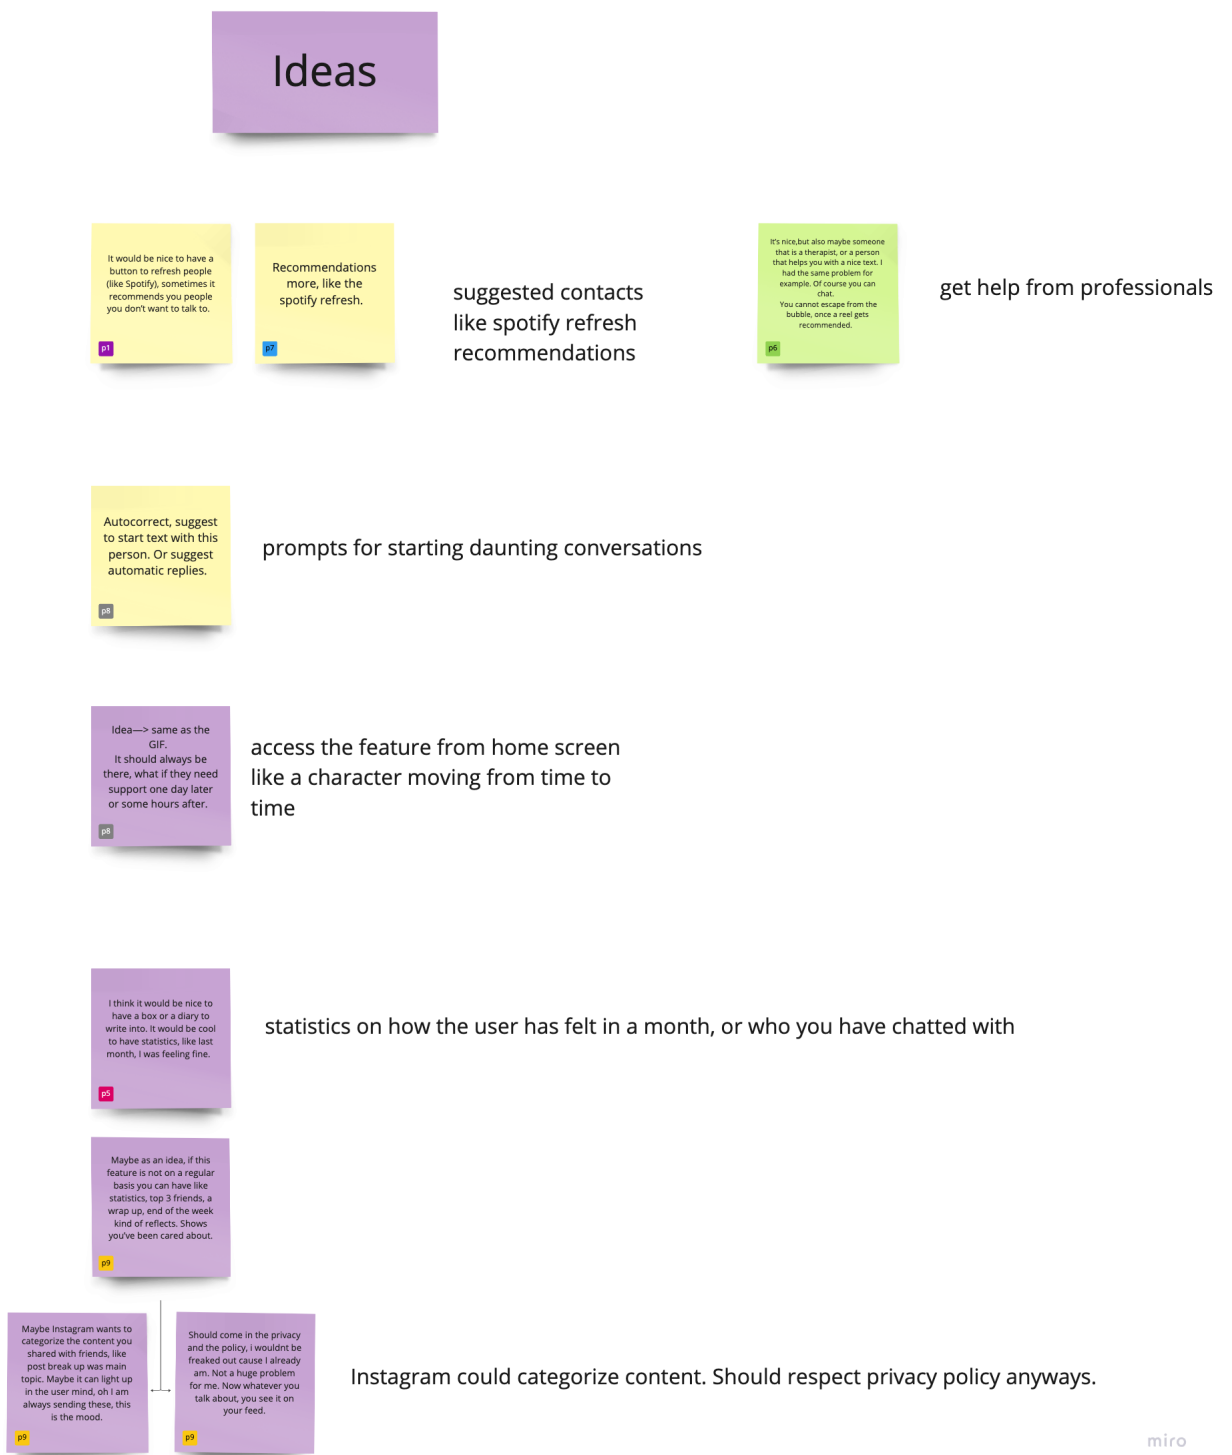 Ideas
It would be nice to have a
button to refresh people
(like Spotify), sometimes it
recommends you people
you don't want to talk to.
p1
Recommendations
more, like the
spotify refresh.
p7
suggested contacts
like spotify refresh
recommendations
It's nice,but also maybe someone
that is a therapist, or a person
that helps you with a nice text. I
had the same problem for
example. Of course you can
chat.
You cannot escape from the
bubble, once a reel gets
recommended.
p6
get help from professionals
Autocorrect, suggest
to start text with this
person. Or suggest
automatic replies.
p8
prompts for starting daunting conversations
Idea—> same as the
GIF.
It should always be
there, what if they need
support one day later
or some hours after.
p8
access the feature from home screen
like a character moving from time to
time
I think it would be nice to
have a box or a diary to
write into. It would be cool
to have statistics, like last
month, I was feeling fine.
p5
statistics on how the user has felt in a month, or who you have chatted with
Maybe as an idea, if this
feature is not on a regular
basis you can have like
statistics, top 3 friends, a
wrap up, end of the week
kind of reflects. Shows
you've been cared about.
p9
Maybe Instagram wants to
categorize the content you
shared with friends, like
post break up was main
topic. Maybe it can light up
in the user mind, oh I am
always sending these, this
is the mood.
p9
Should come in the privacy
and the policy, i wouldnt be
freaked out cause I already
am. Not a huge problem
for me. Now whatever you
talk about, you see it on
your feed.
p9
Instagram could categorize content. Should respect privacy policy anyways.
miro